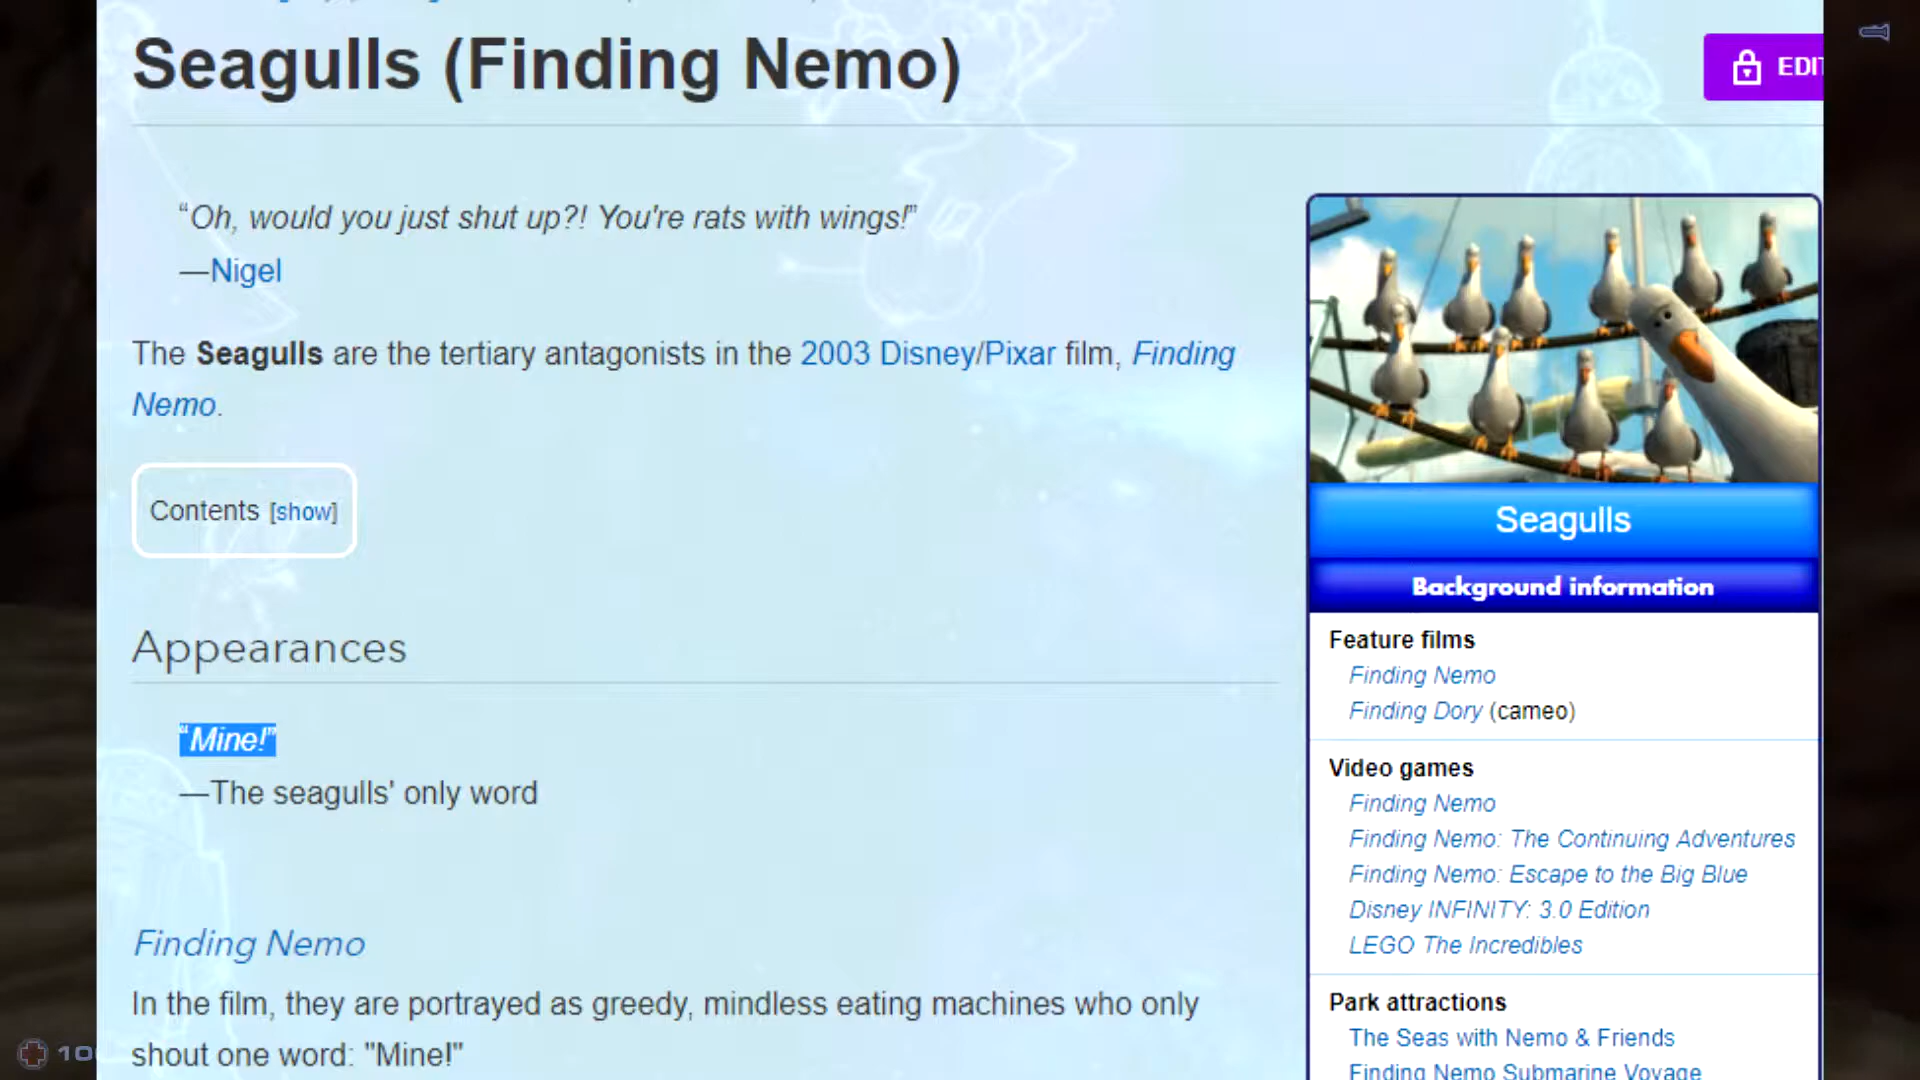 Seagulls (Finding Nemo)
“Oh, would you just shut up?! You're rats with wings!”
—Nigel
The Seagulls are the tertiary antagonists in the 2003 Disney/Pixar film, Finding
Nemo.
Contents [show]
Appearances
“Mine!”
—The seagulls' only word
Finding Nemo
In the film, they are portrayed as greedy, mindless eating machines who only
shout one word: "Mine!"
EDIT
Seagulls
Background information
Feature films
Finding Nemo
Finding Dory (cameo)
Video games
Finding Nemo
Finding Nemo: The Continuing Adventures
Finding Nemo: Escape to the Big Blue
Disney INFINITY: 3.0 Edition
LEGO The Incredibles
Park attractions
The Seas with Nemo & Friends
Finding Nemo Submarine Voyage